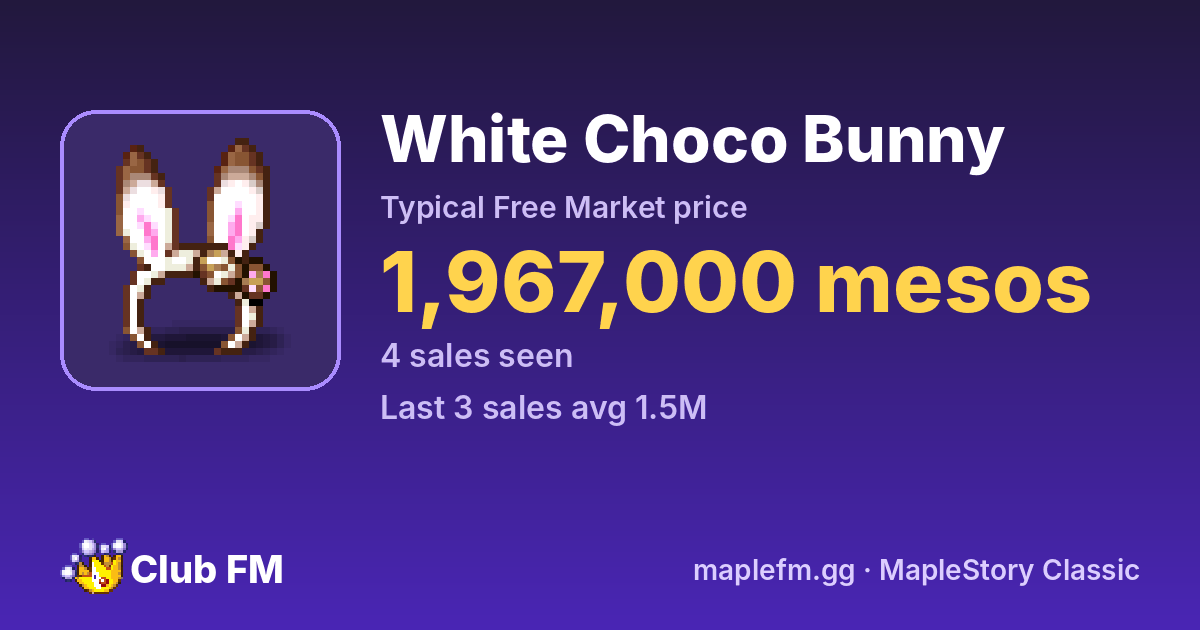 White Choco Bunny
Typical Free Market price
1,967,000 mesos
4 sales seen
Last 3 sales avg 1.5M
Club FM
maplefm.gg · MapleStory Classic